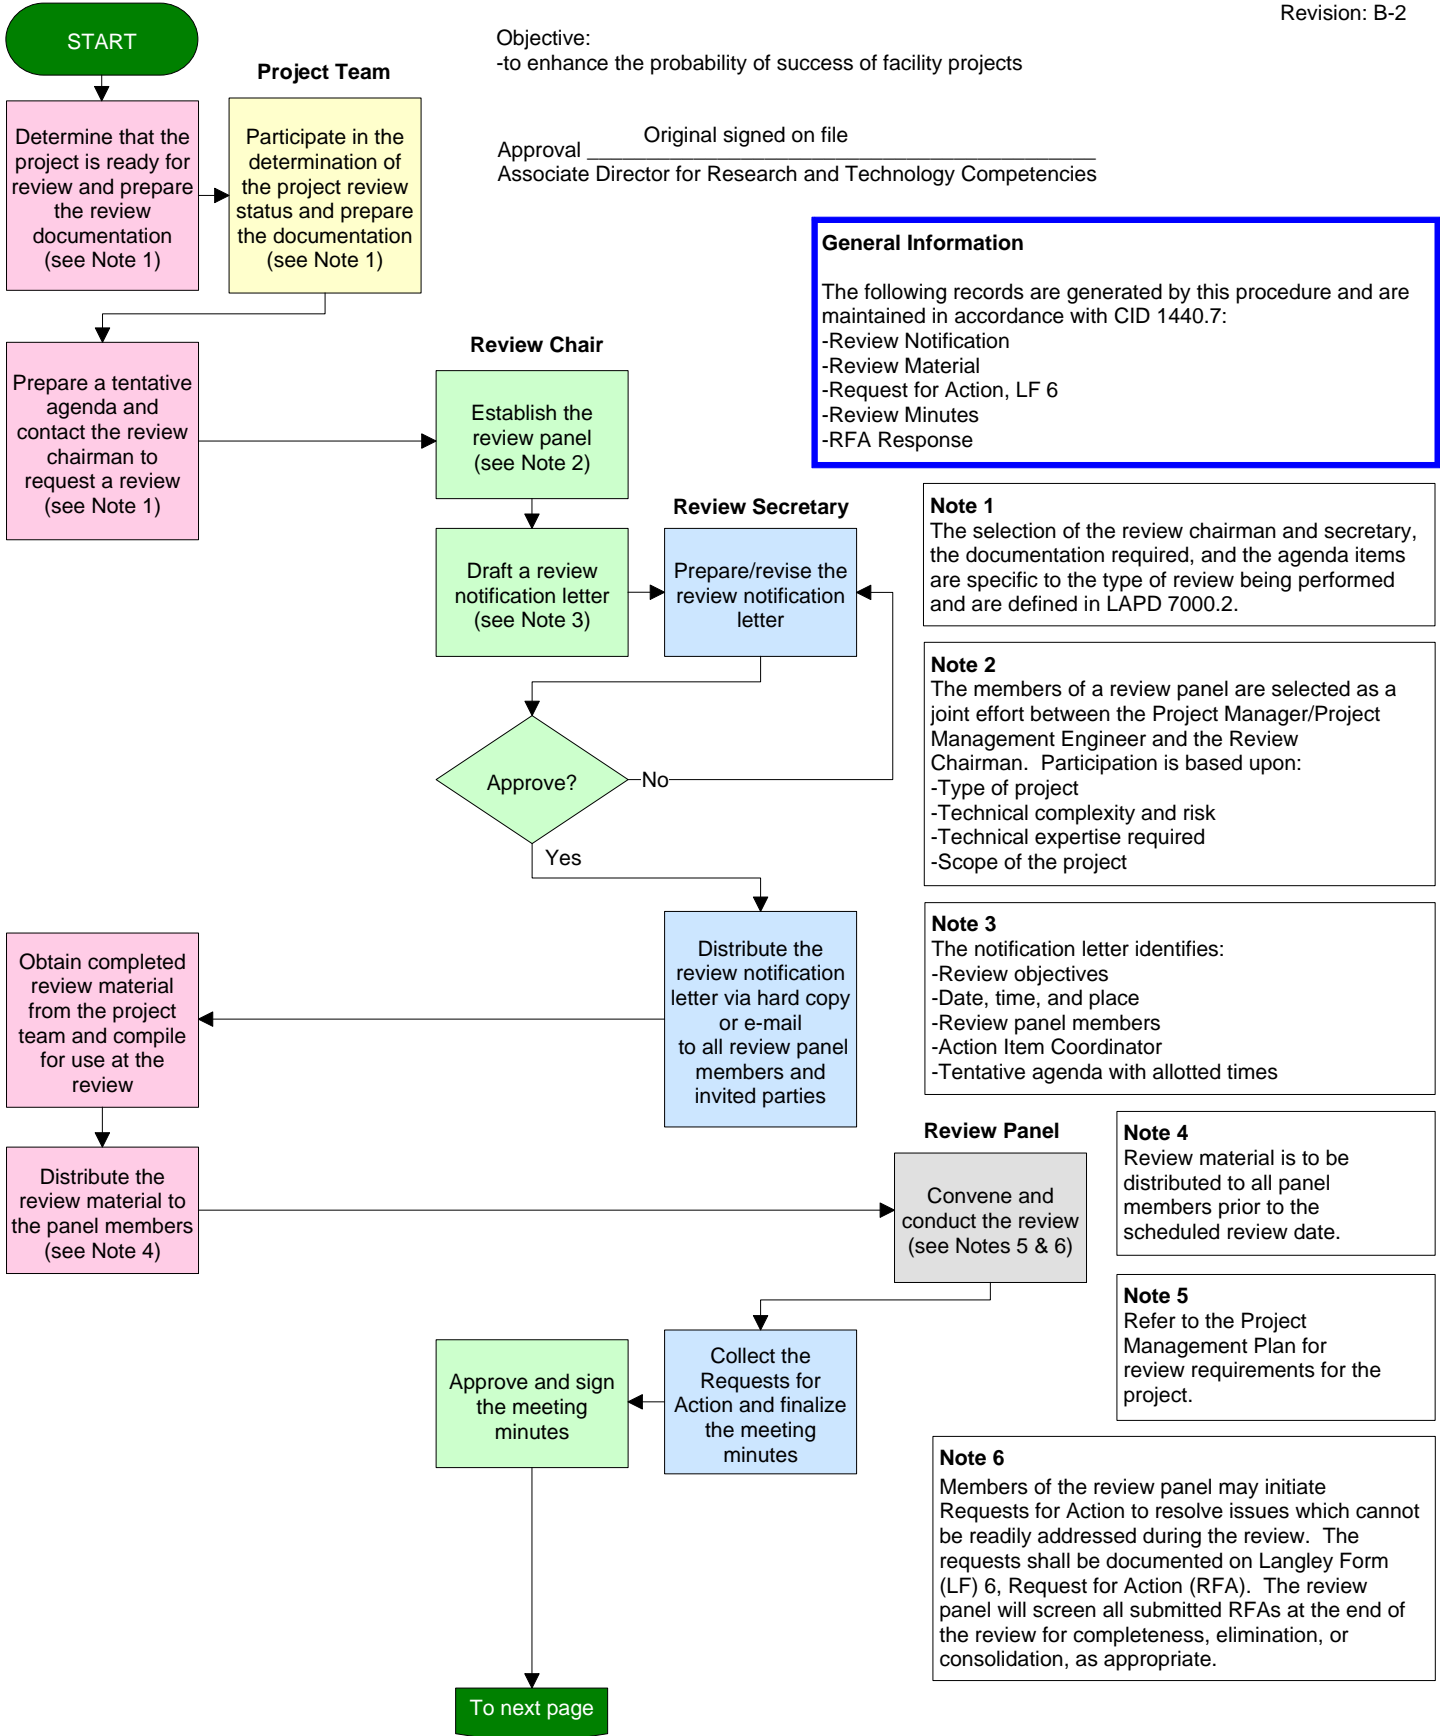 Revision: B-2
START
Objective:
-to enhance the probability of success of facility projects
Project Team
Approval
Original signed on file
Associate Director for Research and Technology Competencies
Determine that the
project is ready for
review and prepare
the review
documentation
(see Note 1)
Participate in the
determination of
the project review
status and prepare
the documentation
(see Note 1)
General Information
The following records are generated by this procedure and are
maintained in accordance with CID 1440.7:
-Review Notification
-Review Material
-Request for Action, LF 6
-Review Minutes
-RFA Response
Prepare a tentative
agenda and
contact the review
chairman to
request a review
(see Note 1)
Review Chair
Establish the
review panel
(see Note 2)
Review Secretary
Draft a review
notification letter
(see Note 3)
Prepare/revise the
review notification
letter
Note 1
The selection of the review chairman and secretary,
the documentation required, and the agenda items
are specific to the type of review being performed
and are defined in LAPD 7000.2.
Note 2
The members of a review panel are selected as a
joint effort between the Project Manager/Project
Management Engineer and the Review
Chairman.  Participation is based upon:
-Type of project
-Technical complexity and risk
-Technical expertise required
-Scope of the project
Approve?
No
Yes
Note 3
The notification letter identifies:
-Review objectives
-Date, time, and place
-Review panel members
-Action Item Coordinator
-Tentative agenda with allotted times
Distribute the
review notification
letter via hard copy
or e-mail
to all review panel
members and
invited parties
Obtain completed
review material
from the project
team and compile
for use at the
review
Distribute the
review material to
the panel members
(see Note 4)
Review Panel
Convene and
conduct the review
(see Notes 5 & 6)
Note 4
Review material is to be
distributed to all panel
members prior to the
scheduled review date.
Note 5
Refer to the Project
Management Plan for
review requirements for the
project.
Collect the
Requests for
Action and finalize
the meeting
minutes
Approve and sign
the meeting
minutes
Note 6
Members of the review panel may initiate
Requests for Action to resolve issues which cannot
be readily addressed during the review.  The
requests shall be documented on Langley Form
(LF) 6, Request for Action (RFA).  The review
panel will screen all submitted RFAs at the end of
the review for completeness, elimination, or
consolidation, as appropriate.
To next page